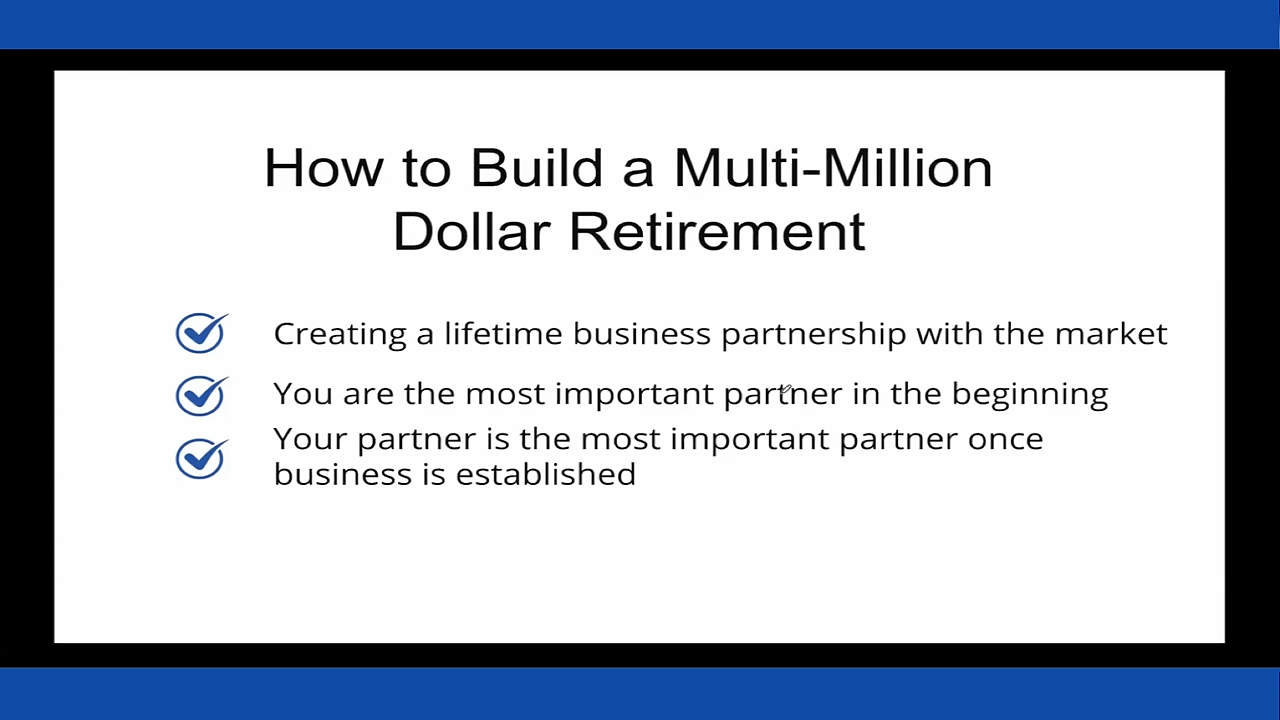 How to Build a Multi-Million
Dollar Retirement
Creating a lifetime business partnership with the market
You are the most important partner in the beginning
Your partner is the most important partner once
business is established